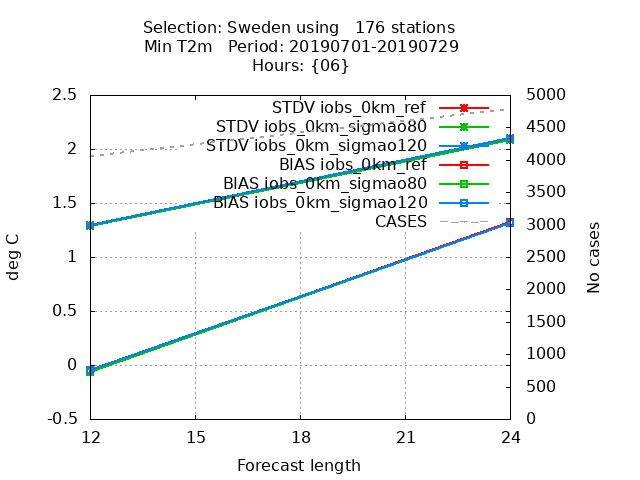 Selection: Sweden using   176 stations
Min T2m   Period: 20190701-20190729
Hours: {06}
2.5
2
1.5
1
0.5
0
-0.5
deg C
STDV iobs_0km_ref
STDV iobs_0km_sigmao80
STDV iobs_0km_sigmao120
BIAS iobs_0km_ref
BIAS iobs_0km_sigmao80
BIAS iobs_0km_sigmao120
CASES
5000
4500
4000
3500
3000
2500
2000
1500
1000
500
0
No cases
12 15 18 21 24
Forecast length